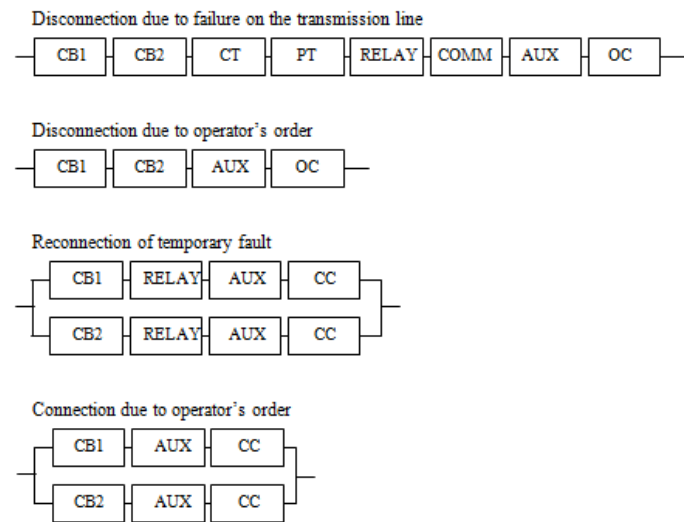 Disconnection due to failure on the transmission line
CB1 CB2 CT PT RELAY COMM AUX OC
Disconnection due to operator's order
CB1 CB2 AUX OC
Reconnection of temporary fault
CB1 RELAY AUX CC
CB2 RELAY AUX CC
Connection due to operator's order
CB1 AUX CC
CB2 AUX CC